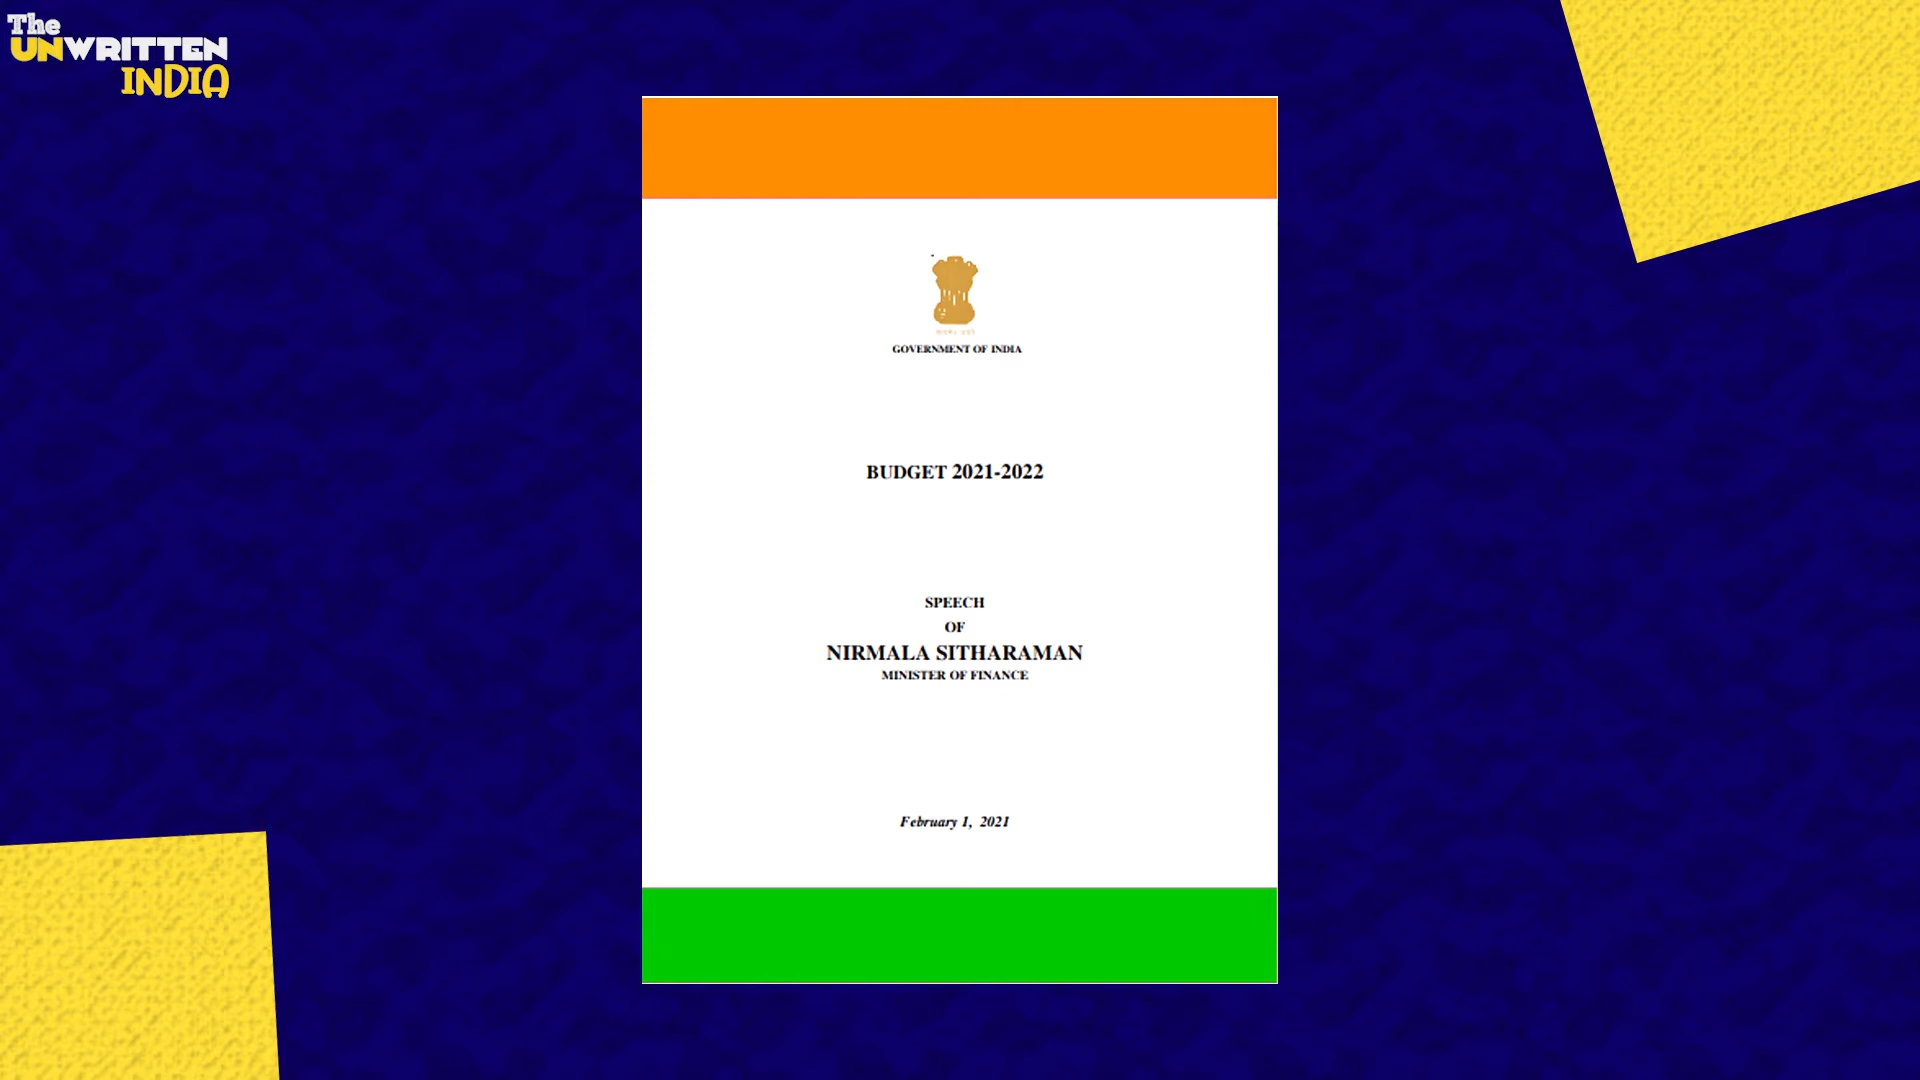 The
UNWRITTEN
INDIA
GOVERNMENT OF INDIA
BUDGET 2021-2022
SPEECH
OF
NIRMALA SITHARAMAN
MINISTER OF FINANCE
February 1, 2021